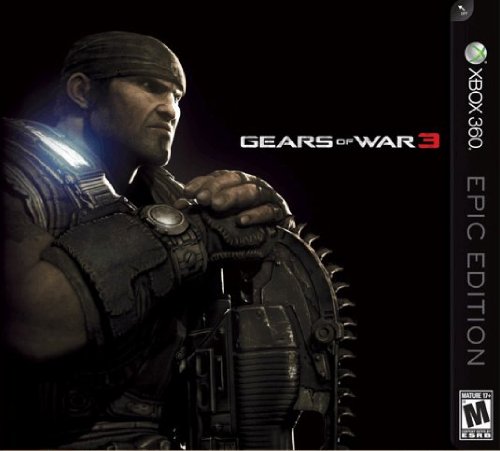 GEARS OF WAR 3
XBOX 360.
EPIC EDITION
MATURE 17+
M
ESRB